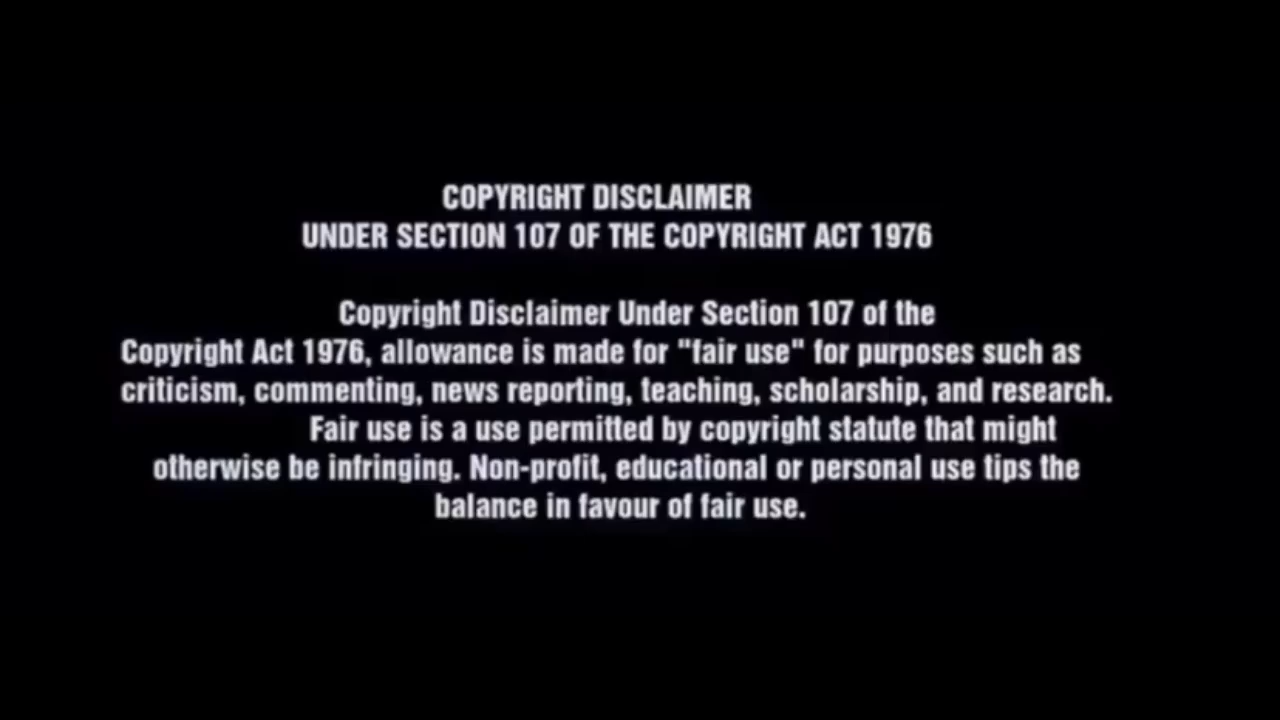 COPYRIGHT DISCLAIMER
UNDER SECTION 107 OF THE COPYRIGHT ACT 1976
Copyright Disclaimer Under Section 107 of the
Copyright Act 1976, allowance is made for "fair use" for purposes such as
criticism, commenting, news reporting, teaching, scholarship, and research.
Fair use is a use permitted by copyright statute that might
otherwise be infringing. Non-profit, educational or personal use tips the
balance in favour of fair use.